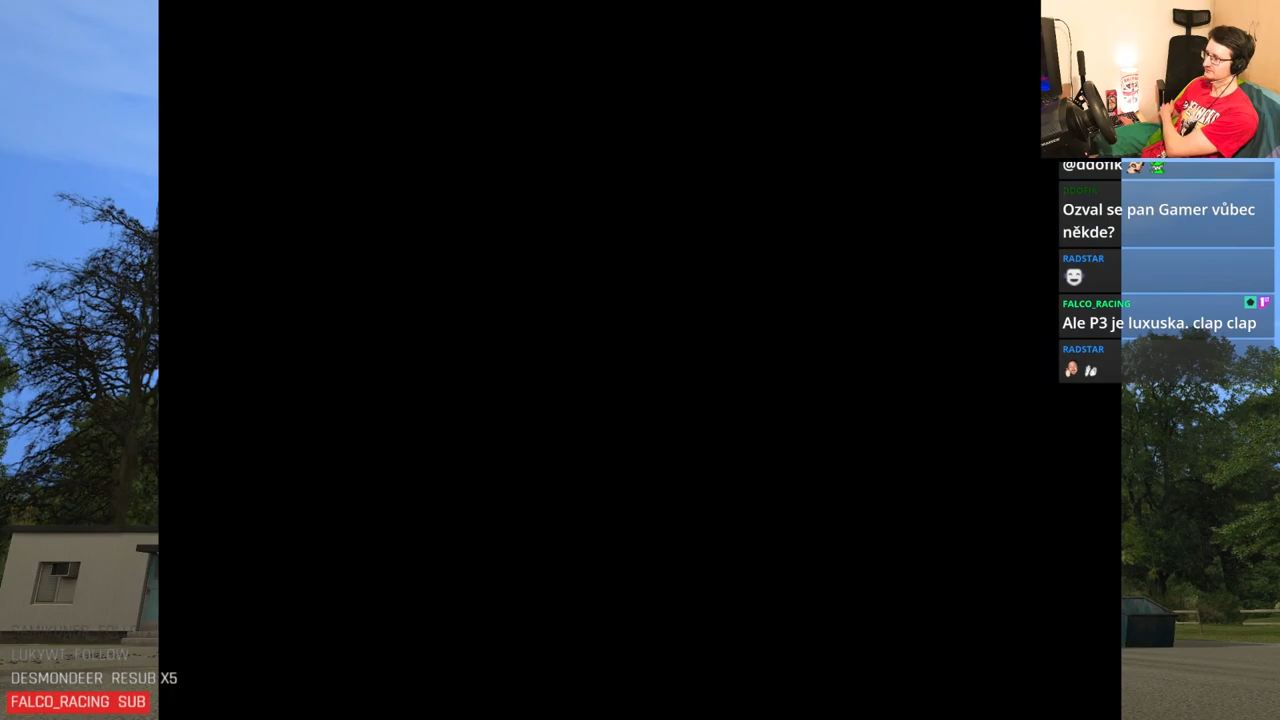 @ddofik
DDOFIK
Ozval se pan Gamer vůbec
někde?
RADSTAR
FALCO_RACING
Ale P3 je luxuska. clap clap
RADSTAR
LUKYWT FOLLOW
DESMONDEER RESUB X5
FALCO_RACING SUB